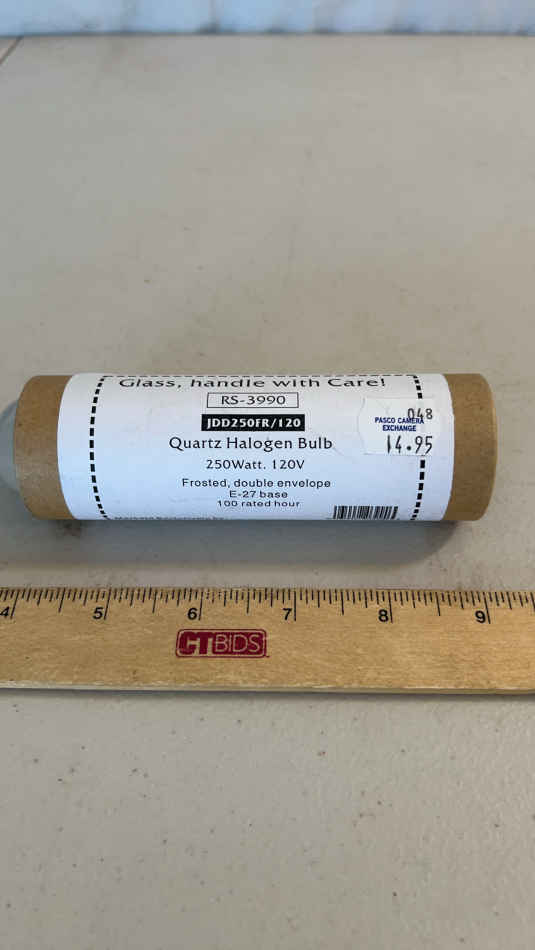 Glass, handle with Care!
RS-3990
JDD250FR/120
Quartz Halogen Bulb
250Watt. 120V
Frosted, double envelope
E-27 base
100 rated hour
048
PASCO CAMERA
EXCHANGE
14.95
4 5 6 7 8 9
CTBIDS